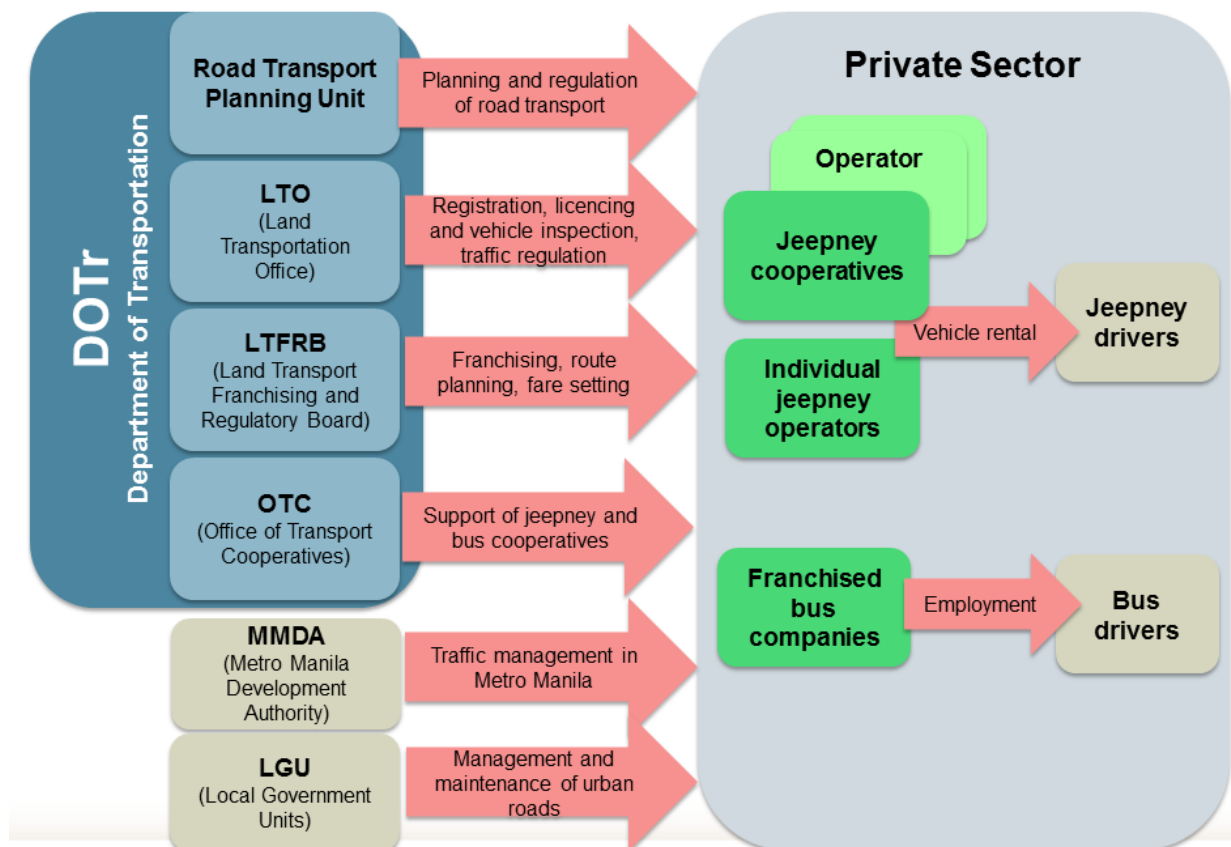 DOTr
Department of Transportation
Road Transport
Planning Unit
Planning and regulation
of road transport
LTO
(Land
Transportation
Office)
Registration, licencing
and vehicle inspection,
traffic regulation
LTFRB
(Land Transport
Franchising and
Regulatory Board)
Franchising, route
planning, fare setting
OTC
(Office of Transport
Cooperatives)
Support of jeepney and
bus cooperatives
MMDA
(Metro Manila
Development
Authority)
Traffic management in
Metro Manila
LGU
(Local Government
Units)
Management and
maintenance of urban
roads
Private Sector
Operator
Jeepney
cooperatives
Individual
jeepney
operators
Vehicle rental
Jeepney
drivers
Franchised
bus
companies
Employment
Bus
drivers